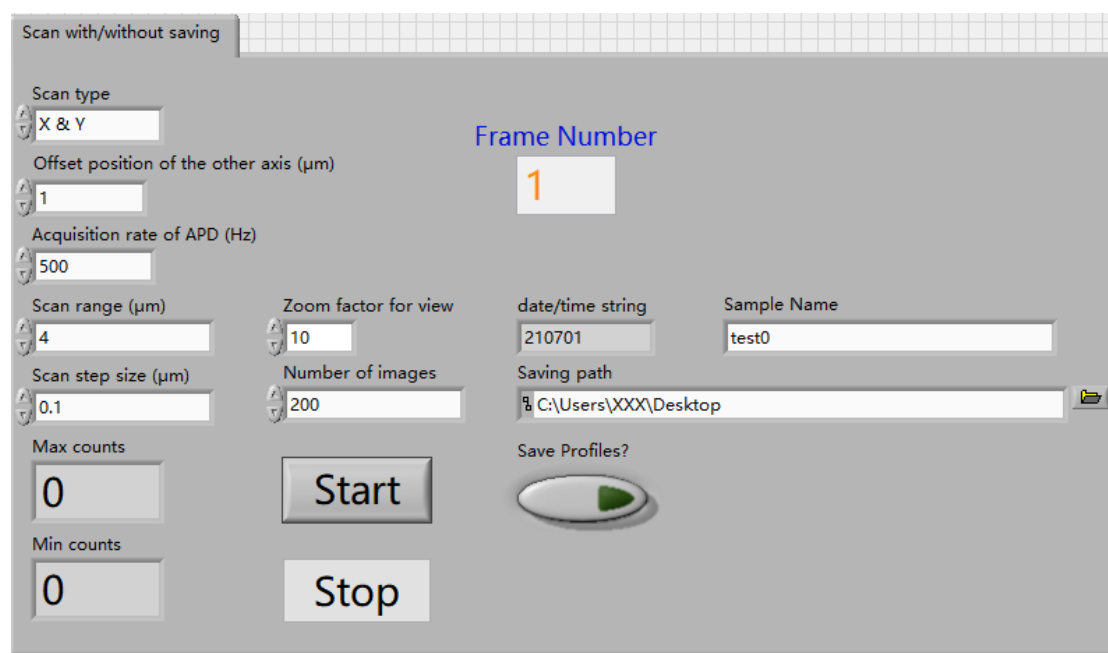 Scan with/without saving
Scan type
X & Y
Frame Number
1
Offset position of the other axis (μm)
1
Acquisition rate of APD (Hz)
500
Scan range (μm)
4
Zoom factor for view
10
date/time string
210701
Sample Name
test0
Scan step size (μm)
0.1
Number of images
200
Saving path
C:\Users\XXX\Desktop
Max counts
0
Start
Save Profiles?
Min counts
0
Stop